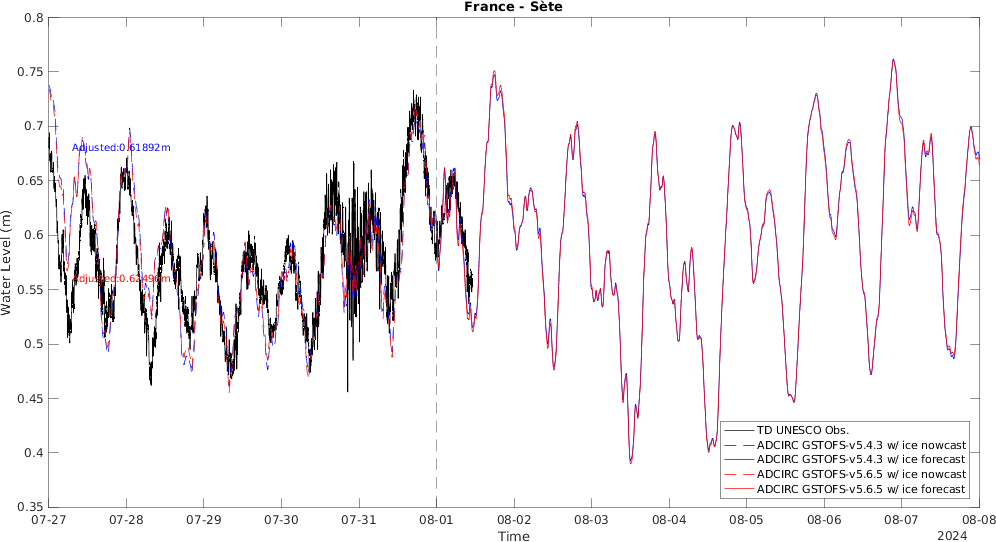 France - Sète
0.8
0.75
0.7
0.65
0.6
0.55
0.5
0.45
0.4
0.35
Water Level (m)
Adjusted:0.61892m
Adjusted:0.62496m
TD UNESCO Obs.
ADCIRC GSTOFS-v5.4.3 w/ ice nowcast
ADCIRC GSTOFS-v5.4.3 w/ ice forecast
ADCIRC GSTOFS-v5.6.5 w/ ice nowcast
ADCIRC GSTOFS-v5.6.5 w/ ice forecast
07-27 07-28 07-29 07-30 07-31 08-01 08-02 08-03 08-04 08-05 08-06 08-07 08-08
Time
2024